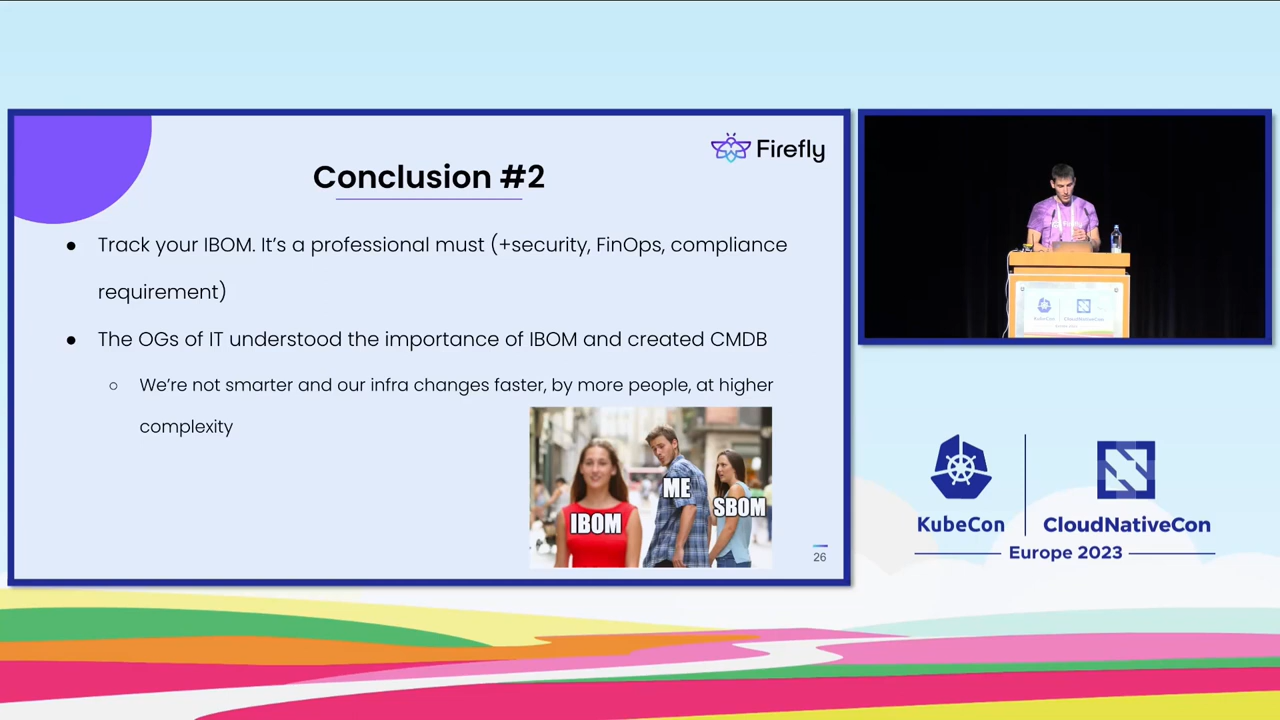 Firefly
Conclusion #2
● Track your IBOM. It’s a professional must (+security, FinOps, compliance
requirement)
● The OGs of IT understood the importance of IBOM and created CMDB
○ We’re not smarter and our infra changes faster, by more people, at higher
complexity
IBOM
ME
SBOM
26
KubeCon
CloudNativeCon
Europe 2023